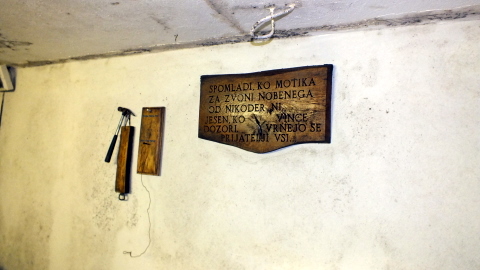 SPOMLADI, KO MOTIKA
ZA ZVONI NOBENEGA
OD NIKODER NI,
JESEN, KO VINCE
DOZORI VRNEJO SE
PRIJATELJI VSI.